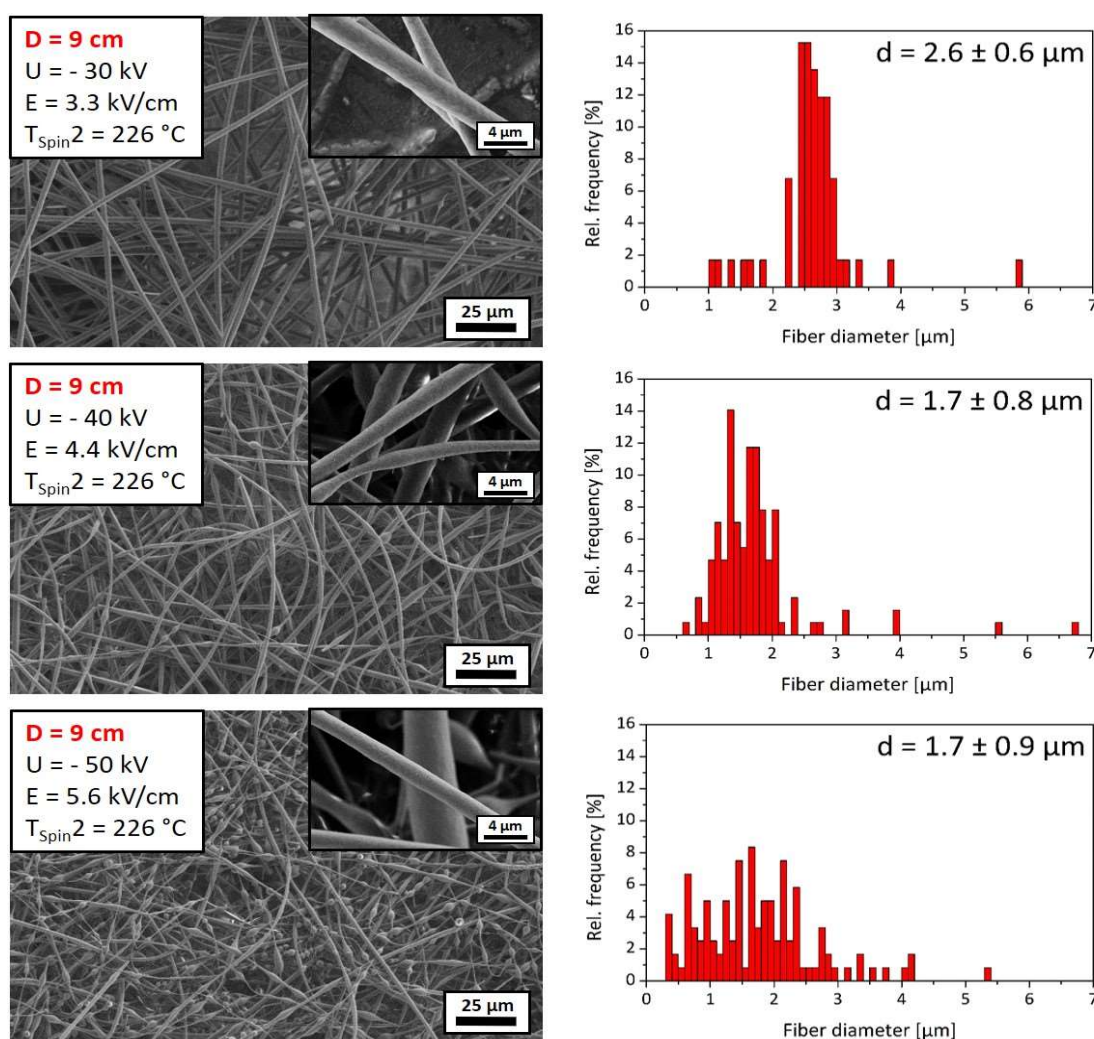 D = 9 cm
U = - 30 kV
E = 3.3 kV/cm
TSpin2 = 226 °C
4 µm
25 µm
d = 2.6 ± 0.6 µm
Rel. frequency [%]
16
14
12
10
8
6
4
2
0
0 1 2 3 4 5 6 7
Fiber diameter [µm]
D = 9 cm
U = - 40 kV
E = 4.4 kV/cm
TSpin2 = 226 °C
4 µm
25 µm
d = 1.7 ± 0.8 µm
Rel. frequency [%]
16
14
12
10
8
6
4
2
0
0 1 2 3 4 5 6 7
Fiber diameter [µm]
D = 9 cm
U = - 50 kV
E = 5.6 kV/cm
TSpin2 = 226 °C
4 µm
25 µm
d = 1.7 ± 0.9 µm
Rel. frequency [%]
16
14
12
10
8
6
4
2
0
0 1 2 3 4 5 6 7
Fiber diameter [µm]